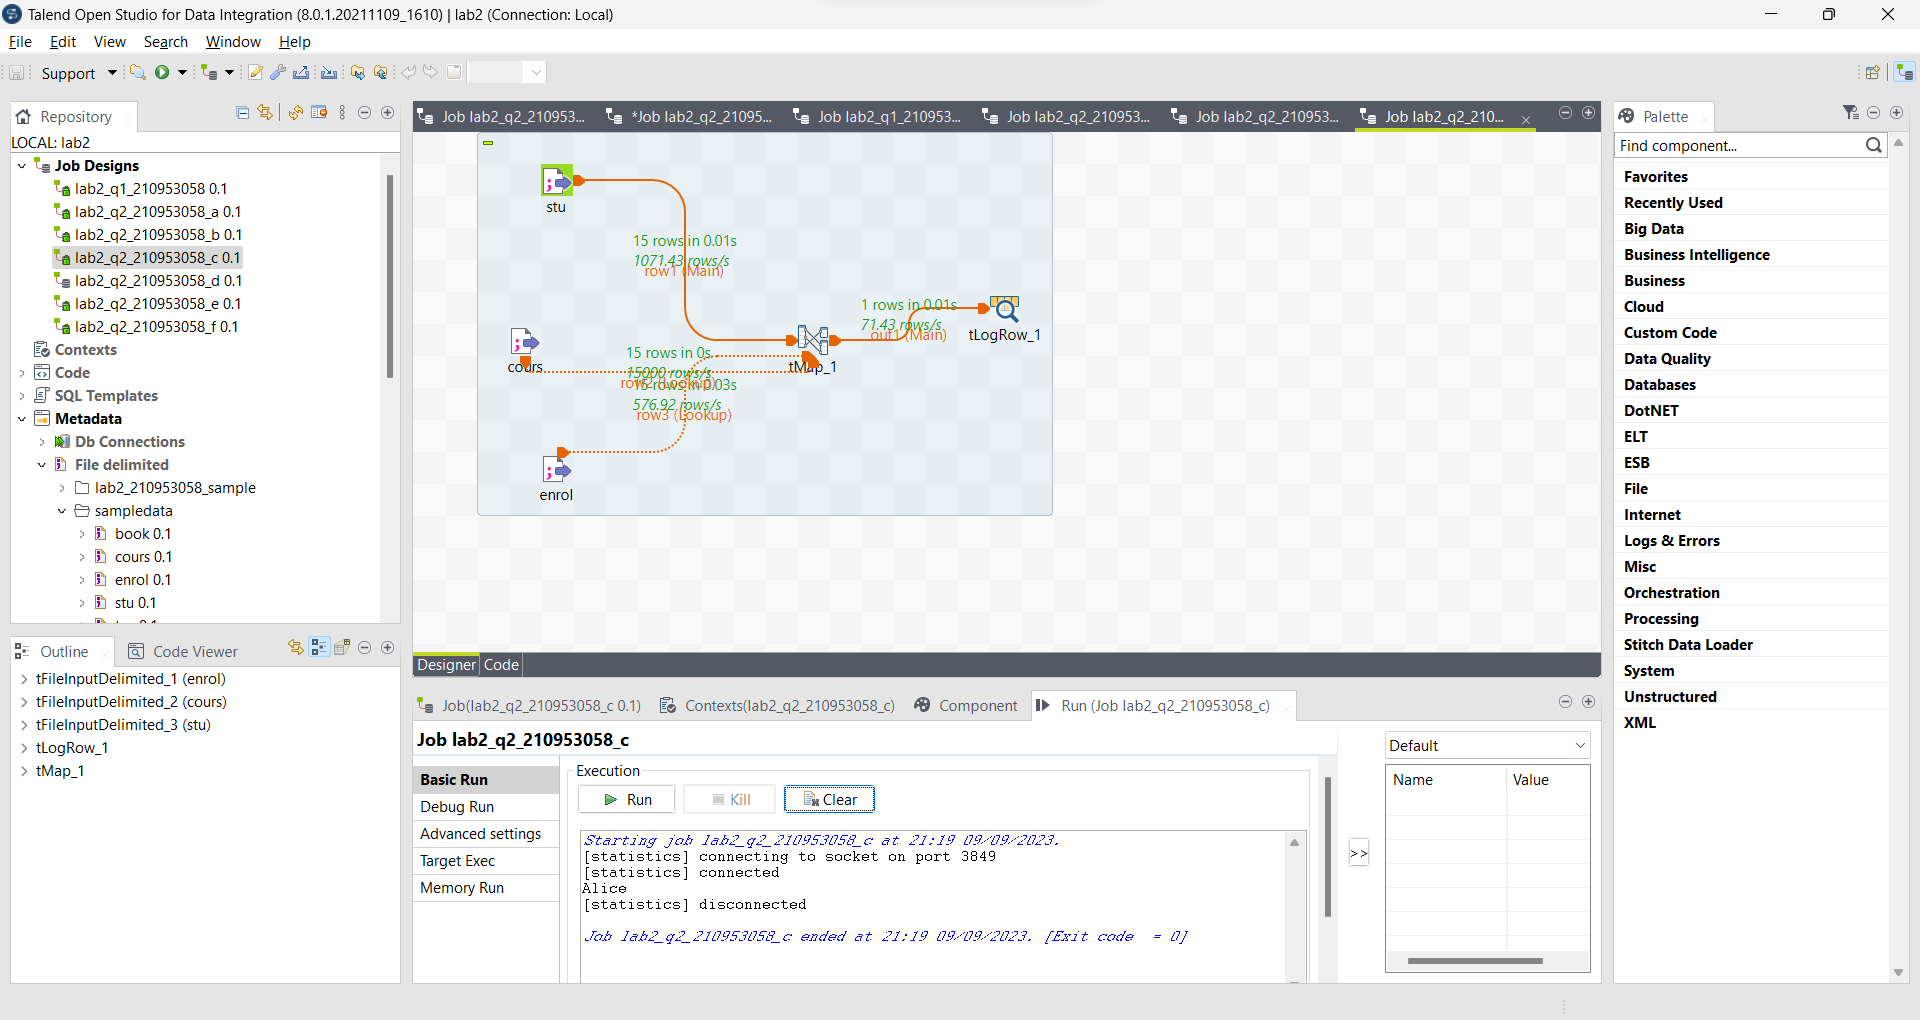 Talend Open Studio for Data Integration (8.0.1.20211109_1610) | lab2 (Connection: Local)
File Edit View Search Window Help
Support
Repository
LOCAL: lab2
Job Designs
lab2_q1_210953058 0.1
lab2_q2_210953058_a 0.1
lab2_q2_210953058_b 0.1
lab2_q2_210953058_c 0.1
lab2_q2_210953058_d 0.1
lab2_q2_210953058_e 0.1
lab2_q2_210953058_f 0.1
Contexts
Code
SQL Templates
Metadata
Db Connections
File delimited
lab2_210953058_sample
sampledata
book 0.1
cours 0.1
enrol 0.1
stu 0.1
Outline
Code Viewer
tFileInputDelimited_1 (enrol)
tFileInputDelimited_2 (cours)
tFileInputDelimited_3 (stu)
tLogRow_1
tMap_1
Job lab2_q2_210953...
*Job lab2_q2_21095...
Job lab2_q1_210953...
Job lab2_q2_210953...
Job lab2_q2_210953...
Job lab2_q2_210...
stu
15 rows in 0.01s
1071.43 rows/s
row1 (Main)
1 rows in 0.01s
71.43 rows/s
out1 (Main)
tLogRow_1
cours
15 rows in 0s
15000 rows/s
row2 (Lookup)
tMap_1
15 rows in 0.03s
576.92 rows/s
row3 (Lookup)
enrol
Designer Code
Job(lab2_q2_210953058_c 0.1)
Contexts(lab2_q2_210953058_c)
Component
Run (Job lab2_q2_210953058_c)
Job lab2_q2_210953058_c
Basic Run
Debug Run
Advanced settings
Target Exec
Memory Run
Execution
Run
Kill
Clear
Starting job lab2_q2_210953058_c at 21:19 09/09/2023.
[statistics] connecting to socket on port 3849
[statistics] connected
Alice
[statistics] disconnected
Job lab2_q2_210953058_c ended at 21:19 09/09/2023. [Exit code  = 0]
>>
Default
Name Value
Palette
Find component...
Favorites
Recently Used
Big Data
Business Intelligence
Business
Cloud
Custom Code
Data Quality
Databases
DotNET
ELT
ESB
File
Internet
Logs & Errors
Misc
Orchestration
Processing
Stitch Data Loader
System
Unstructured
XML